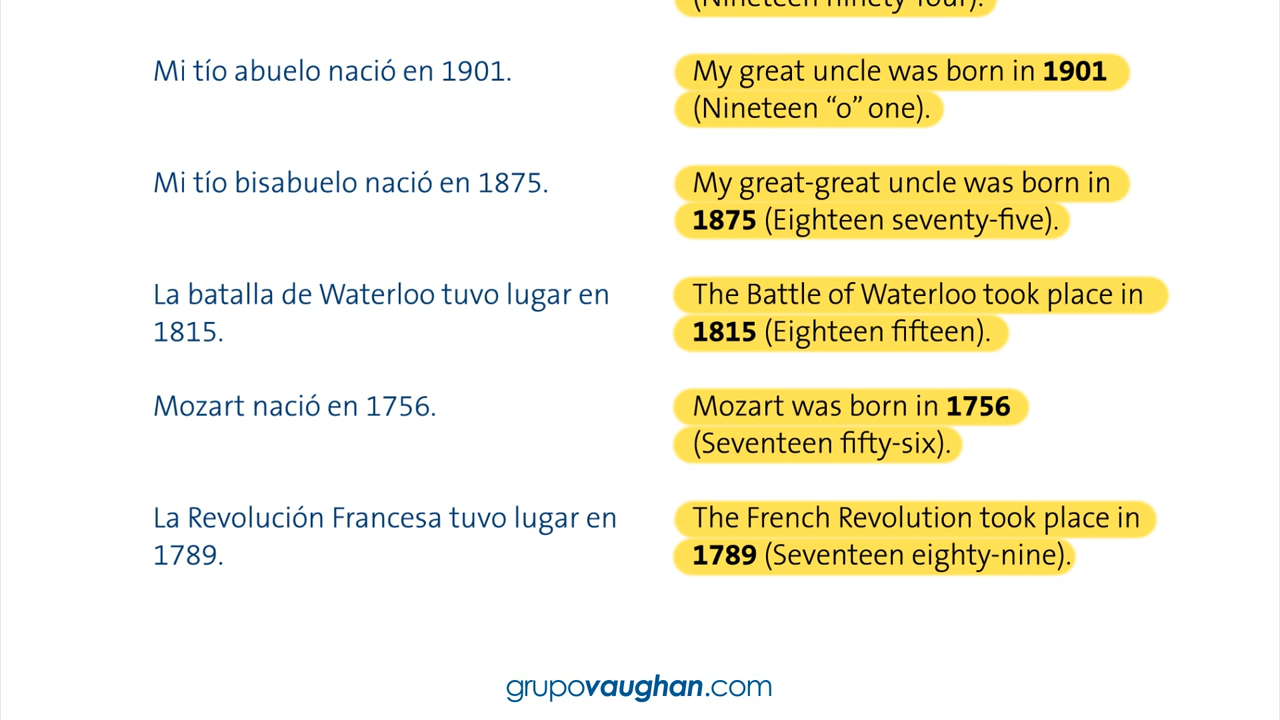 (Nineteen ninety-four).
Mi tío abuelo nació en 1901.
My great uncle was born in 1901
(Nineteen “o” one).
Mi tío bisabuelo nació en 1875.
My great-great uncle was born in
1875 (Eighteen seventy-five).
La batalla de Waterloo tuvo lugar en
1815.
The Battle of Waterloo took place in
1815 (Eighteen fifteen).
Mozart nació en 1756.
Mozart was born in 1756
(Seventeen fifty-six).
La Revolución Francesa tuvo lugar en
1789.
The French Revolution took place in
1789 (Seventeen eighty-nine).
grupovaughan.com